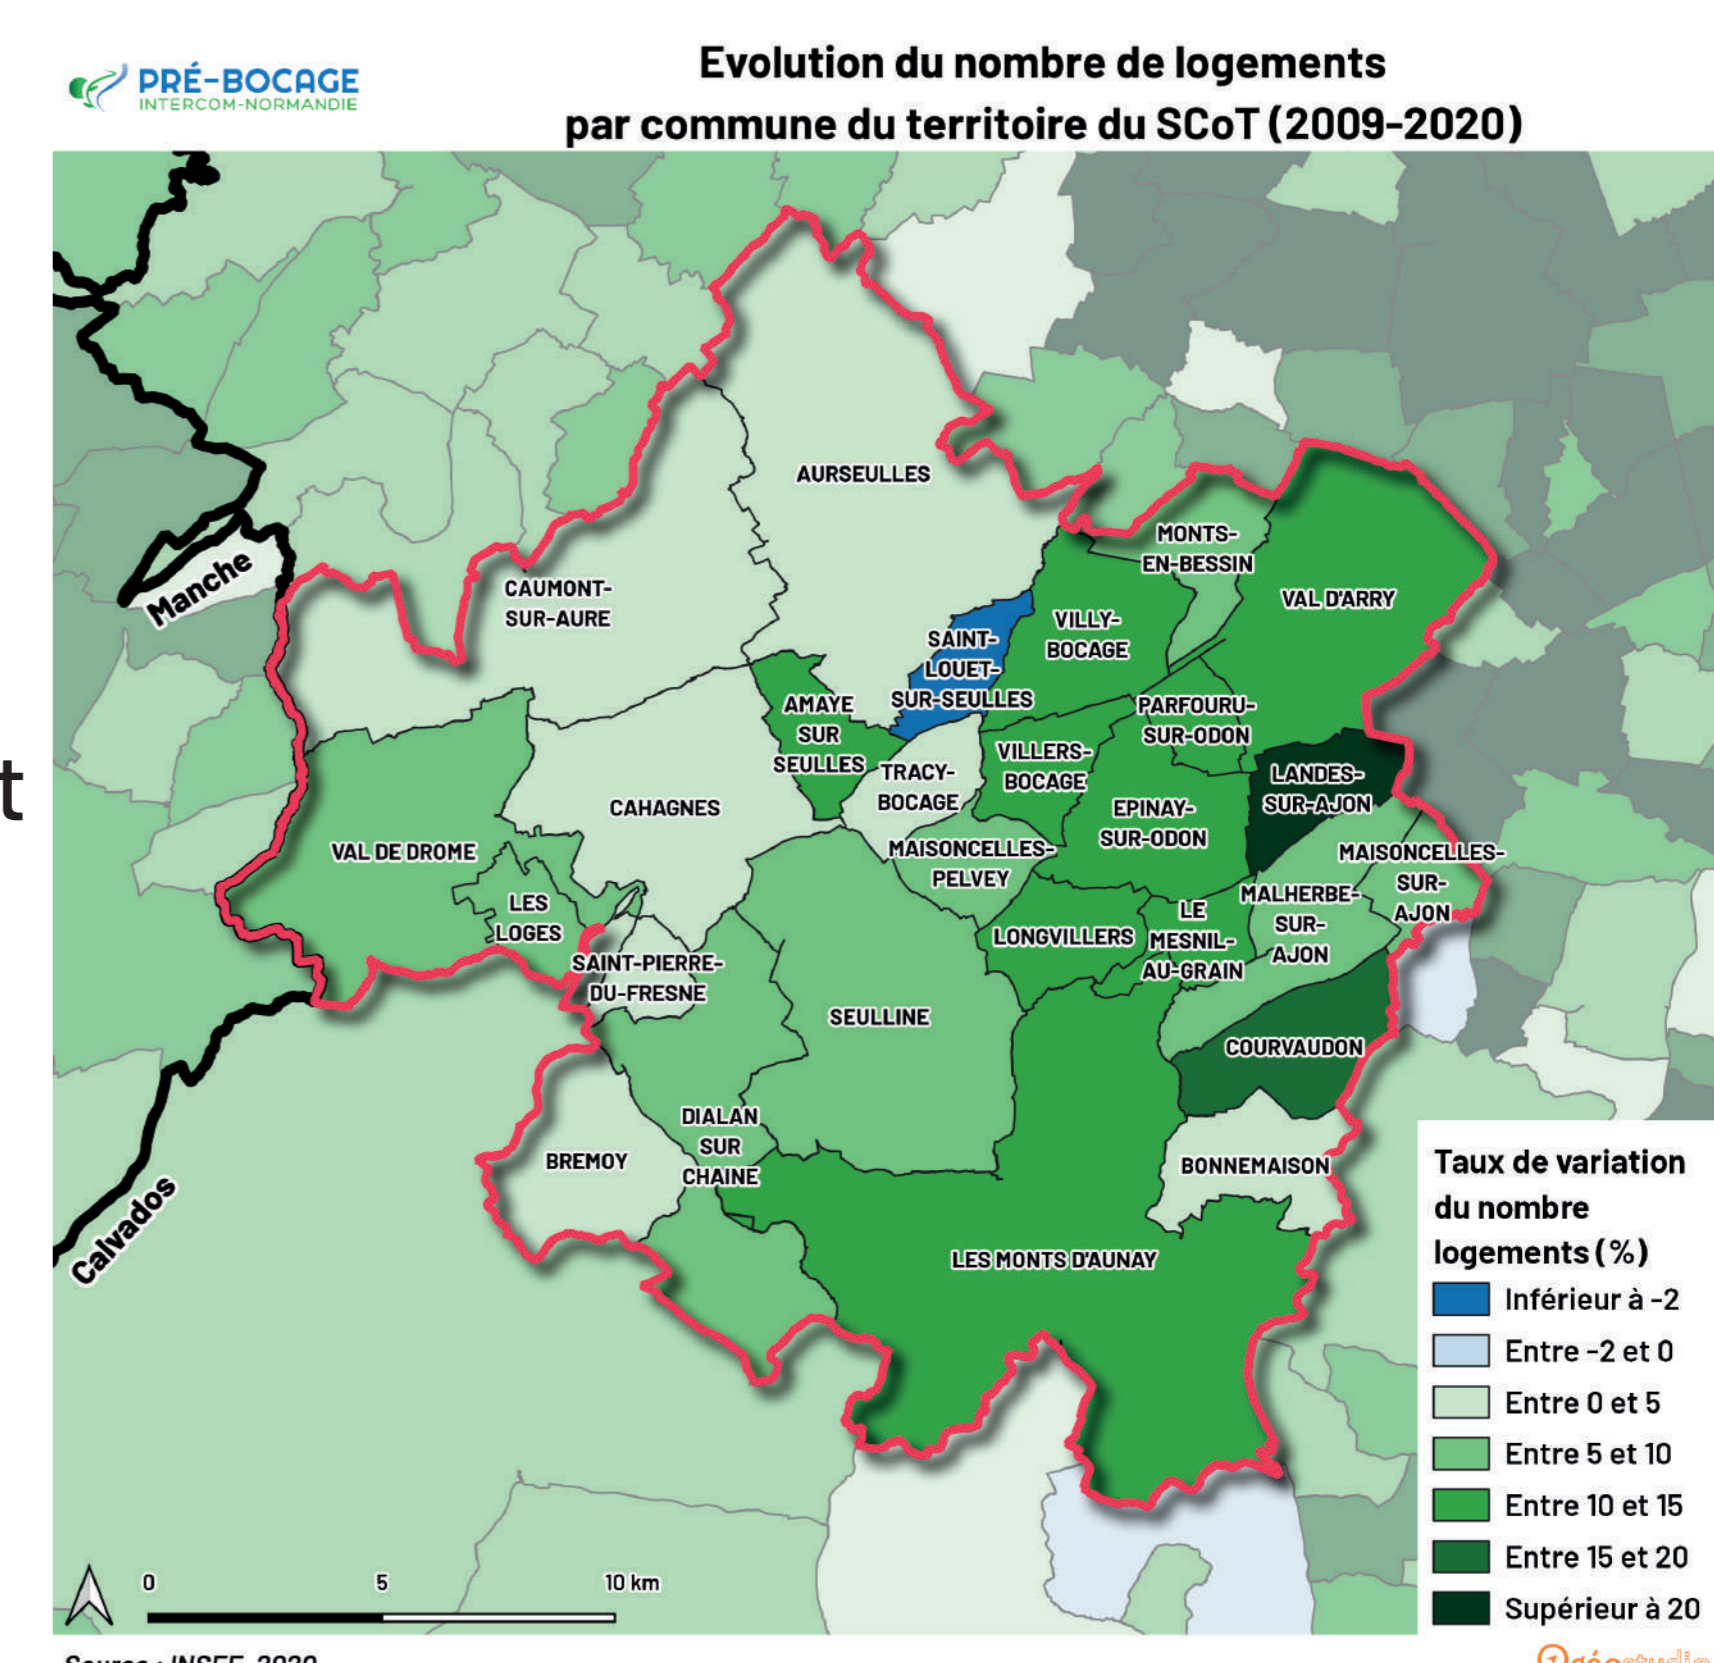 PRÉ-BOCAGE
INTERCOM-NORMANDIE
Evolution du nombre de logements
par commune du territoire du SCoT (2009-2020)
AURSEULLES
MONTS-
EN-BESSIN
Manche
CAUMONT-
SUR-AURE
VAL D'ARRY
SAINT-
LOUET-
SUR-SEULLES
VILLY-
BOCAGE
AMAYE
SUR
SEULLES
PARFOURU-
SUR-ODON
VILLERS-
BOCAGE
TRACY-
BOCAGE
LANDES-
SUR-AJON
t
CAHAGNES
EPINAY-
SUR-ODON
VAL DE DROME
MAISONCELLES-
PELVEY
MAISONCELLES-
SUR-
AJON
LES
LOGES
MALHERBE-
SUR-
AJON
LE
MESNIL-
AU-GRAIN
LONGVILLERS
SAINT-PIERRE-
DU-FRESNE
SEULLINE
COURVAUDON
DIALAN
SUR
CHAINE
BREMOY
BONNEMAISON
Calvados
LES MONTS D'AUNAY
Taux de variation
du nombre
logements (%)
Inférieur à -2
Entre -2 et 0
Entre 0 et 5
Entre 5 et 10
Entre 10 et 15
Entre 15 et 20
Supérieur à 20
0 5 10 km
Source : INSEE, 2020
géostudio